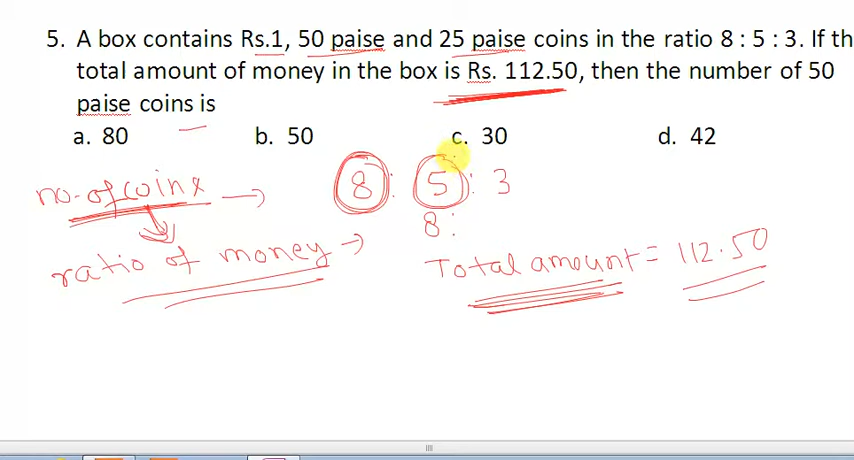 5. A box contains Rs.1, 50 paise and 25 paise coins in the ratio 8 : 5 : 3. If th
total amount of money in the box is Rs. 112.50, then the number of 50
paise coins is
a. 80 b. 50 c. 30 d. 42
no. of coins → 8 : 5 : 3
8 :
ratio of money →
Total amount = 112.50